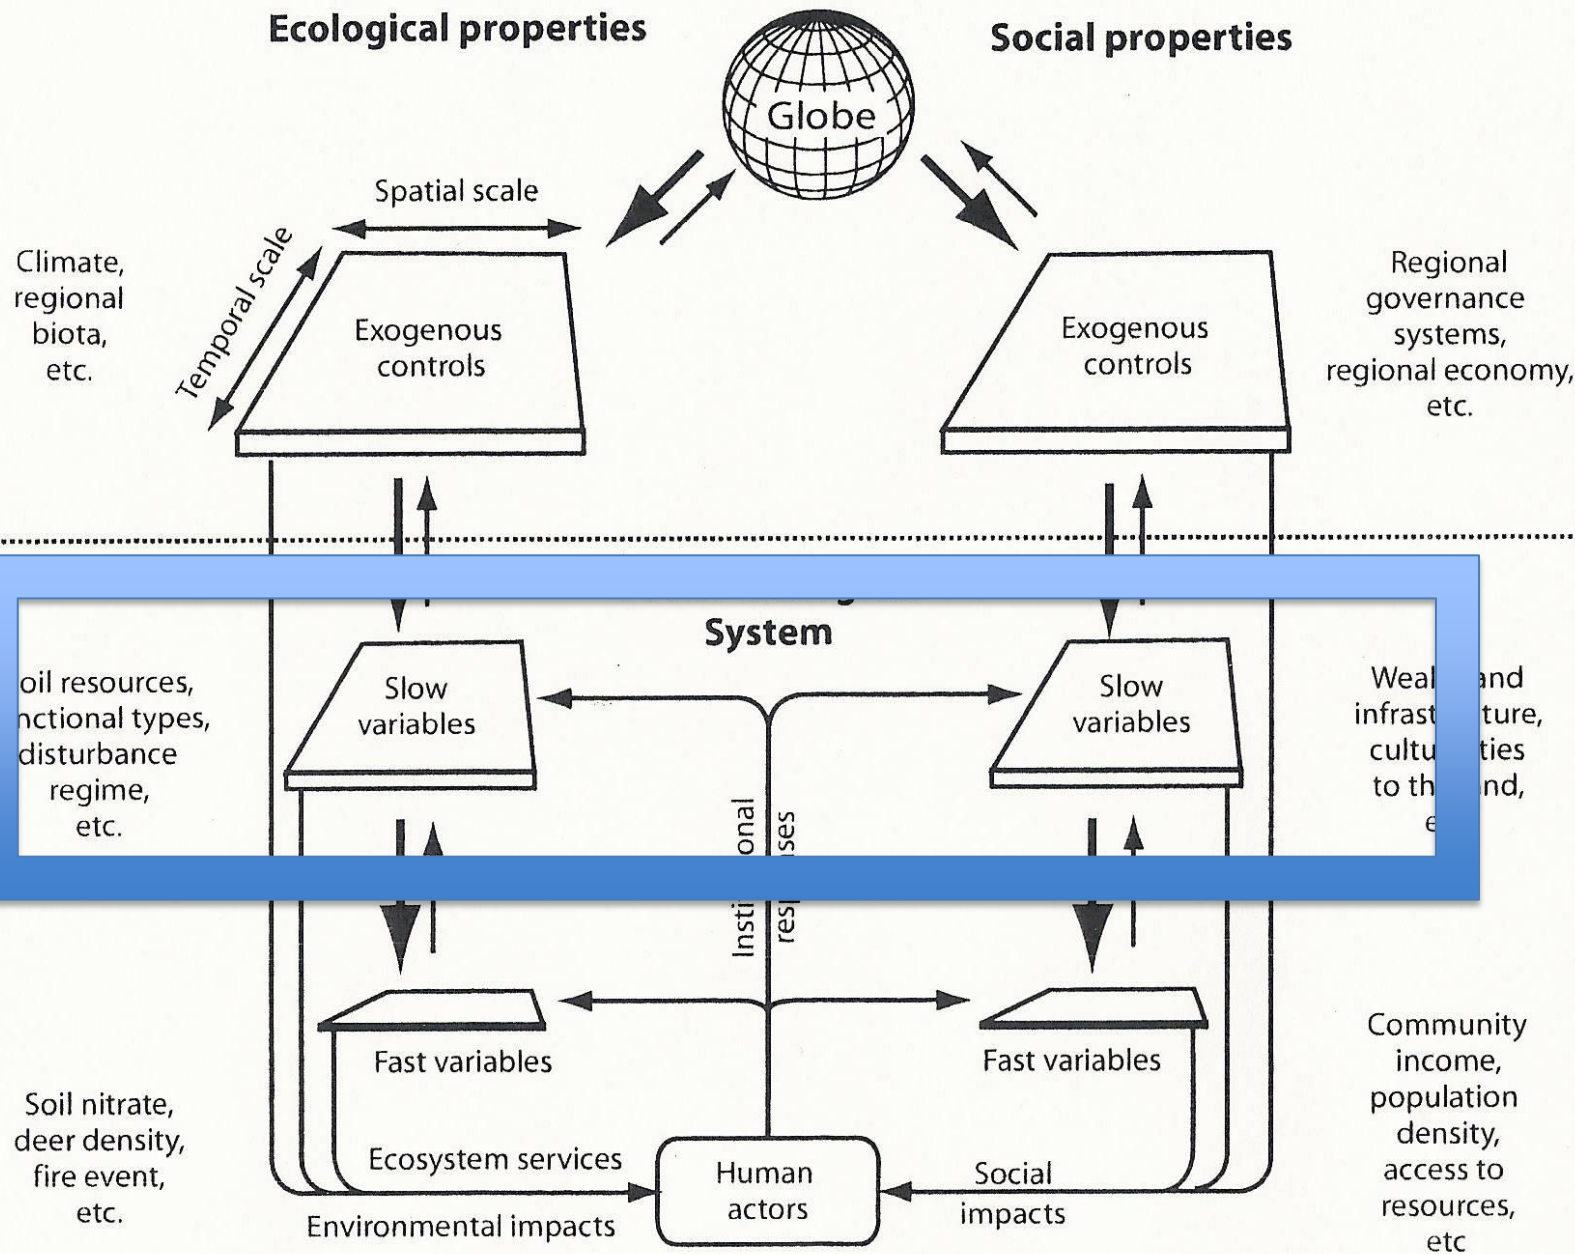 Ecological properties
Social properties
Globe
Spatial scale
Temporal scale
Climate,
regional
biota,
etc.
Exogenous
controls
Exogenous
controls
Regional
governance
systems,
regional economy,
etc.
System
oil resources,
nctional types,
disturbance
regime,
etc.
Slow
variables
Slow
variables
Weal and
infrast ture,
cultu ties
to th nd,
Insti onal
res ses
Fast variables
Fast variables
Soil nitrate,
deer density,
fire event,
etc.
Community
income,
population
density,
access to
resources,
etc
Ecosystem services
Environmental impacts
Human
actors
Social
impacts